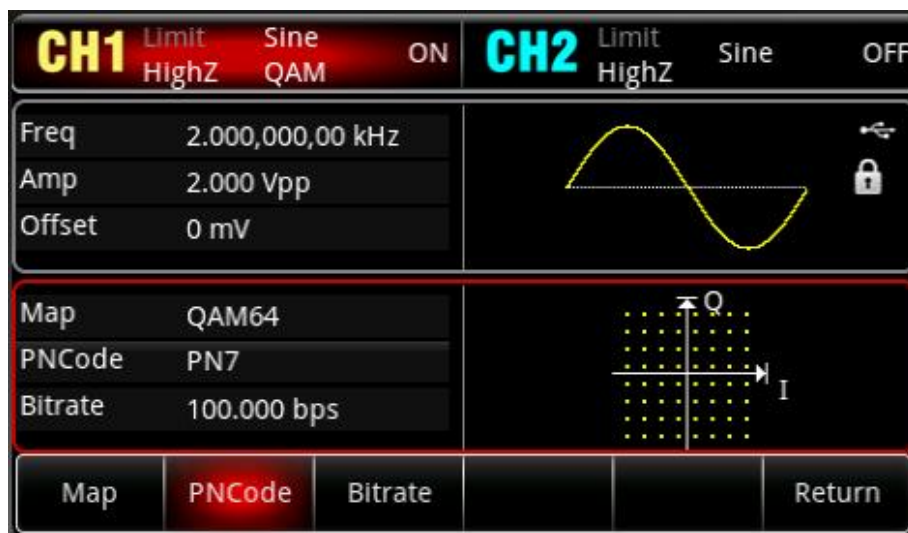 CH1 Limit Sine ON CH2 Limit Sine OFF
HighZ QAM HighZ
Freq 2.000,000,00 kHz
Amp 2.000 Vpp
Offset 0 mV
Map QAM64 Q
PNCode PN7
Bitrate 100.000 bps I
Map PNCode Bitrate Return